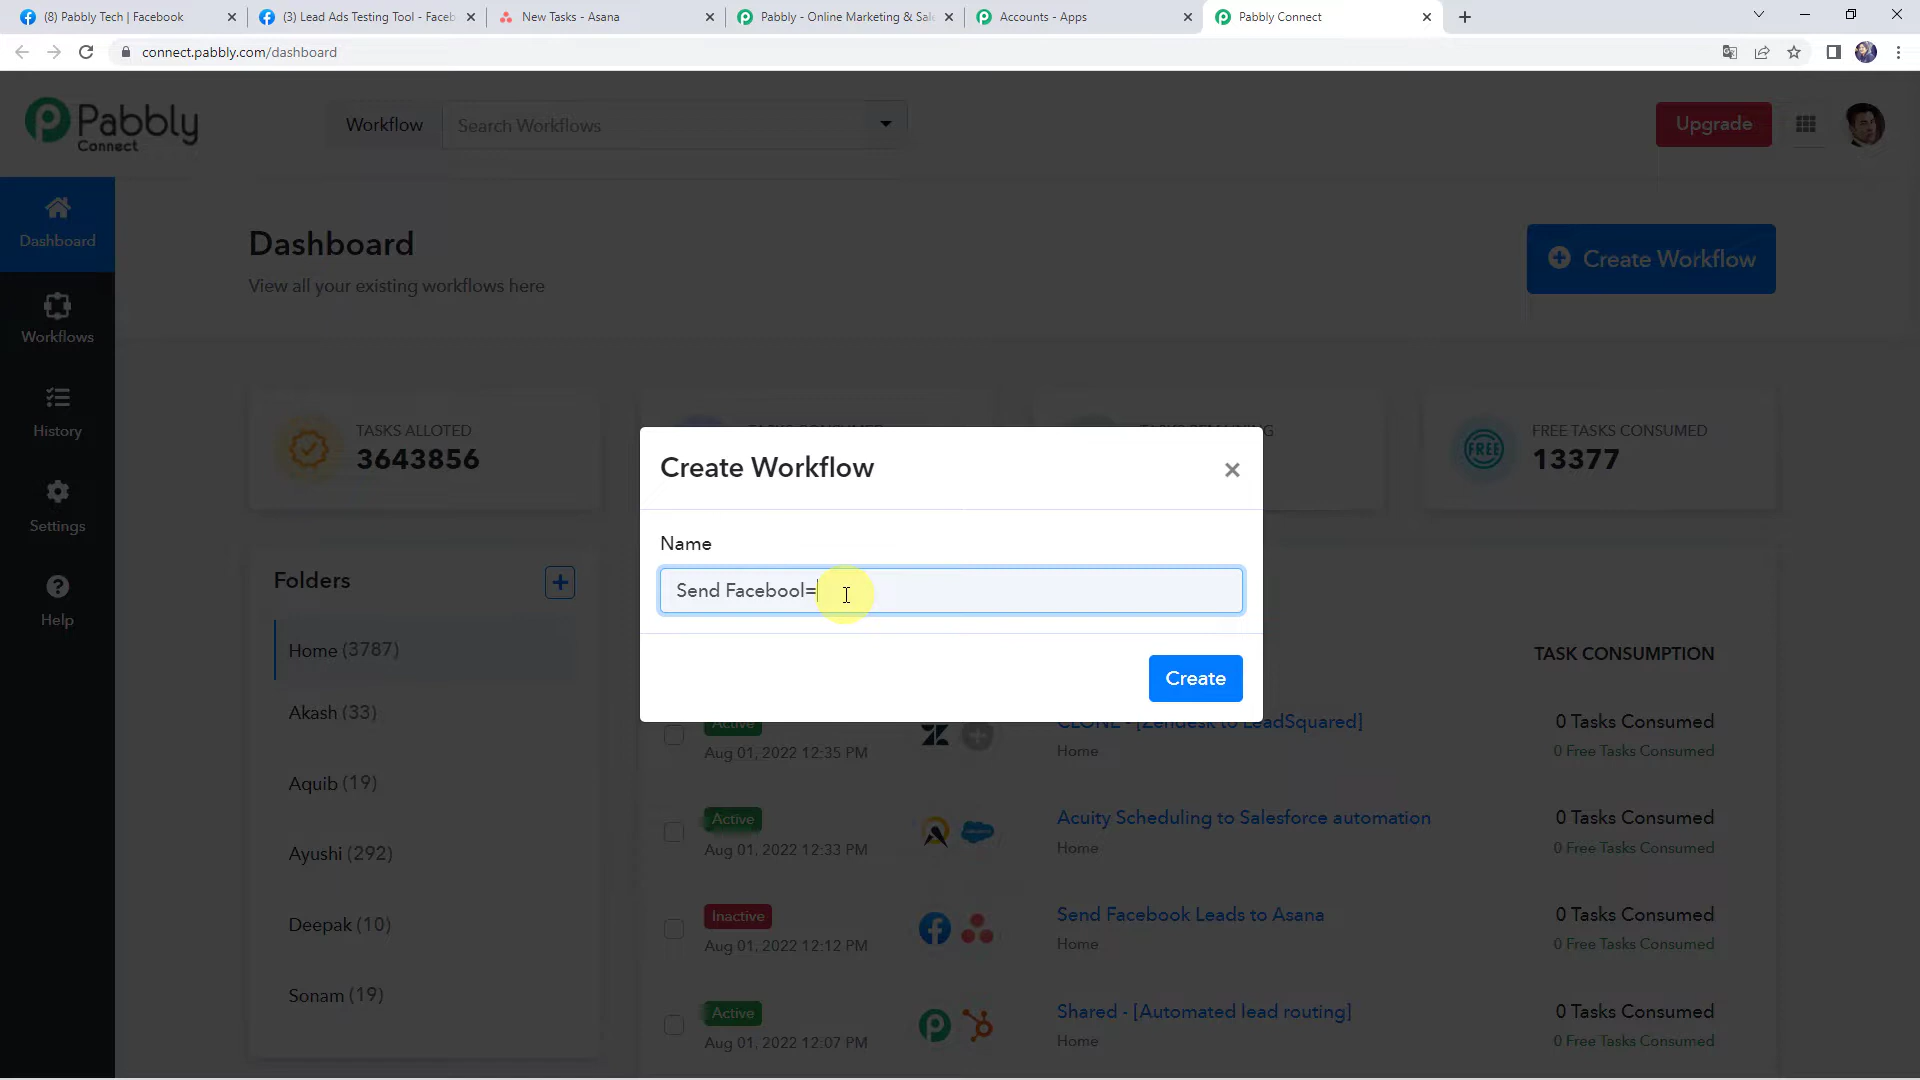 (8) Pabbly Tech | Facebook
(3) Lead Ads Testing Tool - Faceb
New Tasks - Asana
Pabbly - Online Marketing & Sale
Accounts - Apps
Pabbly Connect
connect.pabbly.com/dashboard
Pabbly
Connect
Workflow
Search Workflows
Upgrade
Dashboard
Workflows
History
Settings
Help
Dashboard
View all your existing workflows here
Create Workflow
TASKS ALLOTED
3643856
FREE
FREE TASKS CONSUMED
13377
Create Workflow
×
Name
Send Facebool=
Create
Folders
Home (3787)
Akash (33)
Aquib (19)
Ayushi (292)
Deepak (10)
Sonam (19)
TASK CONSUMPTION
Active
Aug 01, 2022 12:35 PM
CLONE - [Zendesk to LeadSquared]
Home
0 Tasks Consumed
0 Free Tasks Consumed
Active
Aug 01, 2022 12:33 PM
Acuity Scheduling to Salesforce automation
Home
0 Tasks Consumed
0 Free Tasks Consumed
Inactive
Aug 01, 2022 12:12 PM
Send Facebook Leads to Asana
Home
0 Tasks Consumed
0 Free Tasks Consumed
Active
Aug 01, 2022 12:07 PM
Shared - [Automated lead routing]
Home
0 Tasks Consumed
0 Free Tasks Consumed